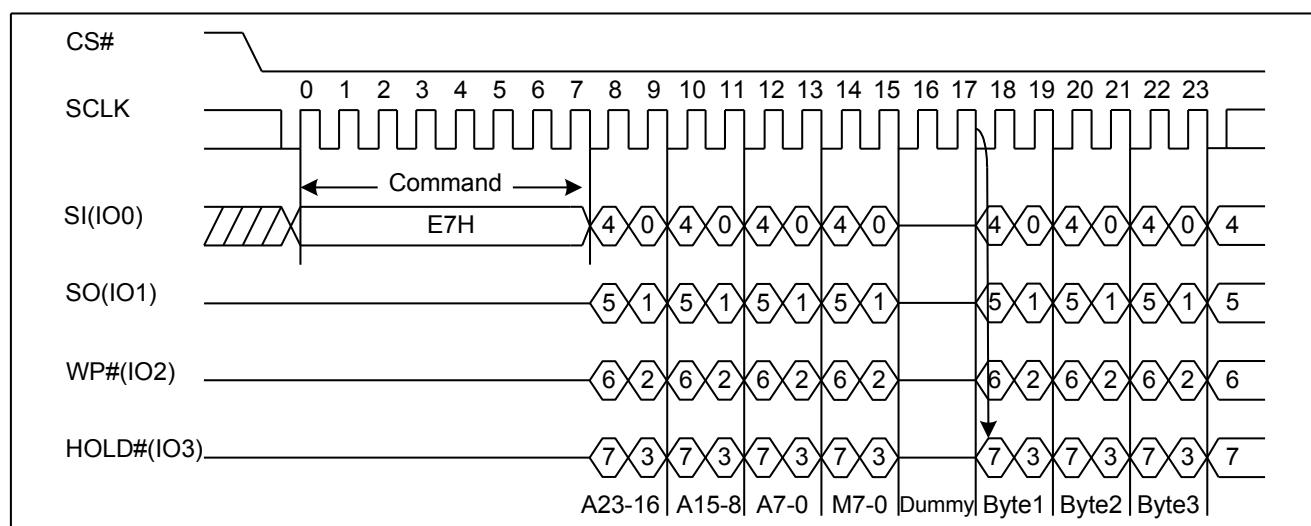 CS#
0 1 2 3 4 5 6 7 8 9 10 11 12 13 14 15 16 17 18 19 20 21 22 23
SCLK
Command
SI(IO0) E7H 4 0 4 0 4 0 4 0 4 0 4 0 4 0 4
SO(IO1) 5 1 5 1 5 1 5 1 5 1 5 1 5 1 5
WP#(IO2) 6 2 6 2 6 2 6 2 6 2 6 2 6 2 6
HOLD#(IO3) 7 3 7 3 7 3 7 3 7 3 7 3 7 3 7
A23-16 A15-8 A7-0 M7-0 Dummy Byte1 Byte2 Byte3